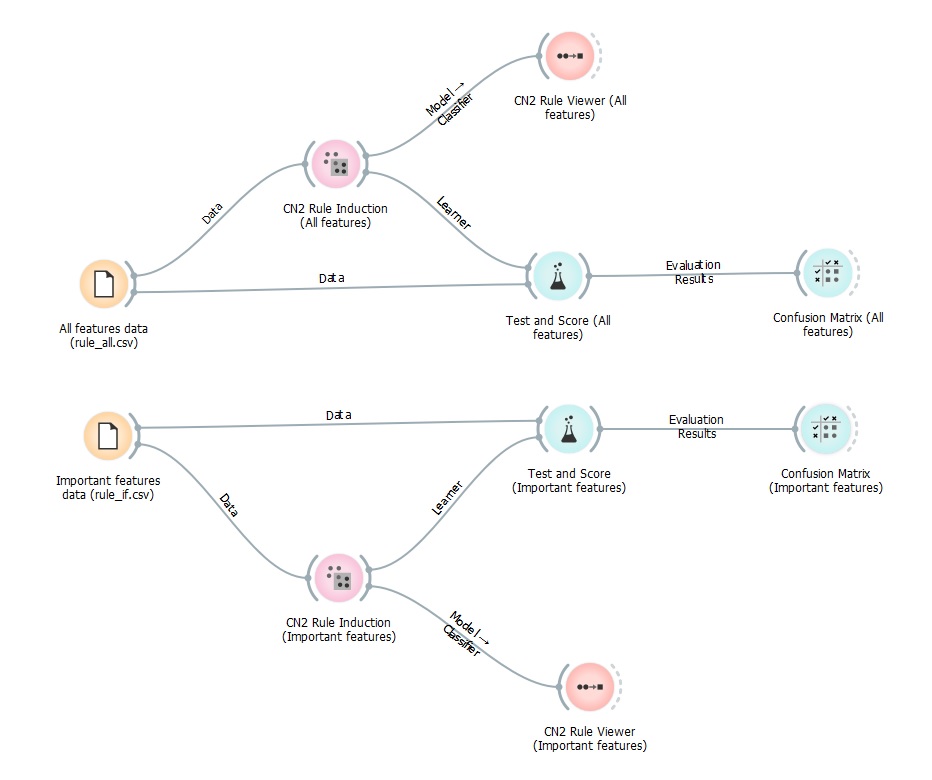 Model →
Classifier
CN2 Rule Viewer (All
features)
CN2 Rule Induction
(All features)
Data
Learner
Data
Evaluation
Results
All features data
(rule_all.csv)
Test and Score (All
features)
Confusion Matrix (All
features)
Data
Evaluation
Results
Important features
data (rule_if.csv)
Test and Score
(Important features)
Confusion Matrix
(Important features)
Data
Learner
CN2 Rule Induction
(Important features)
Model →
Classifier
CN2 Rule Viewer
(Important features)